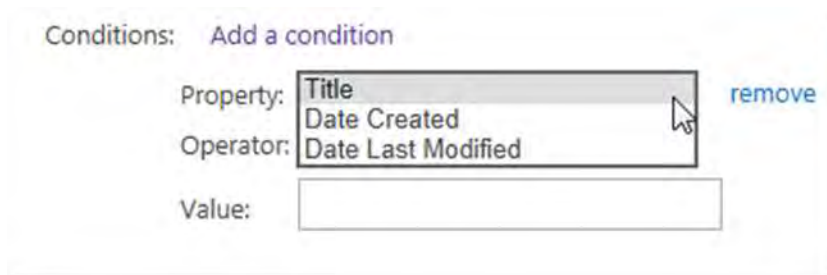 Conditions: Add a condition
Property: Title remove
Date Created
Operator: Date Last Modified
Value: